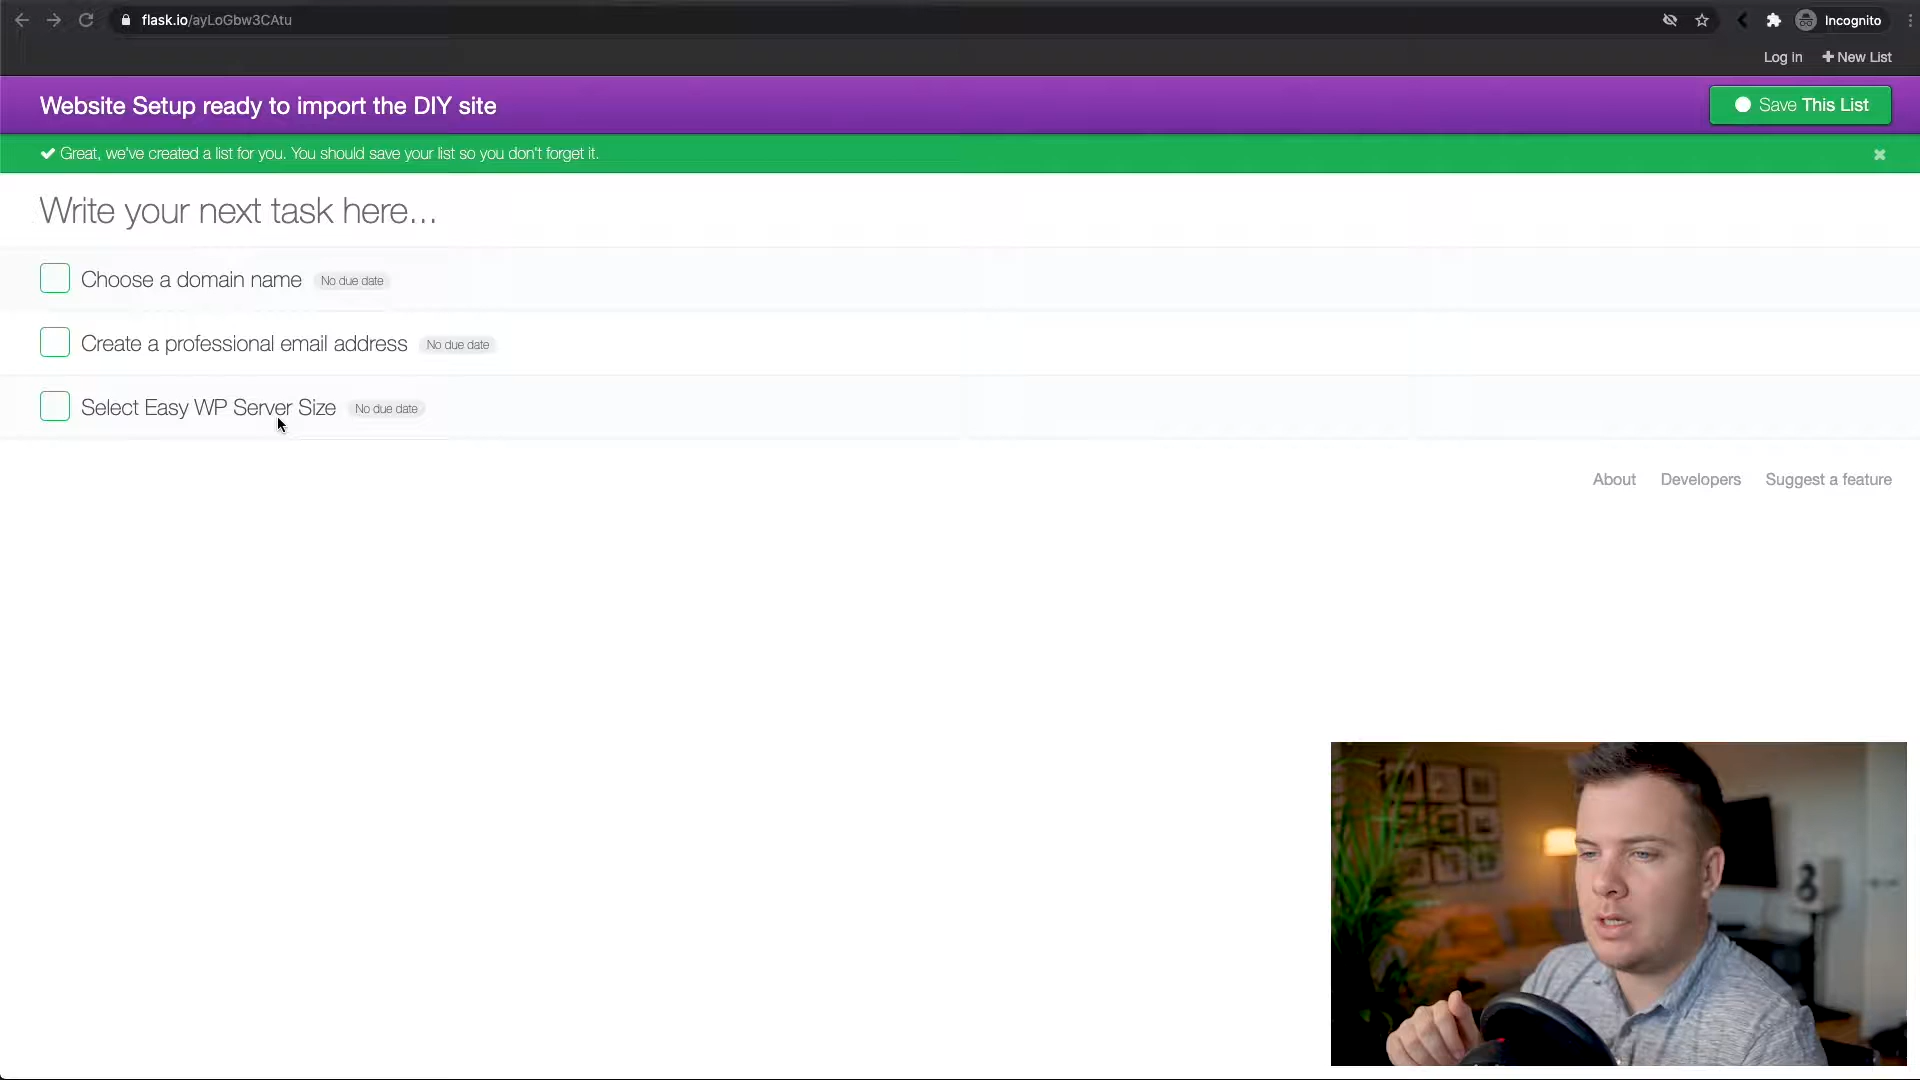 flask.io/ayLoGbw3CAtu
Incognito
Log in
New List
Website Setup ready to import the DIY site
Save This List
Great, we've created a list for you. You should save your list so you don't forget it.
Write your next task here...
Choose a domain name No due date
Create a professional email address No due date
Select Easy WP Server Size No due date
About Developers Suggest a feature